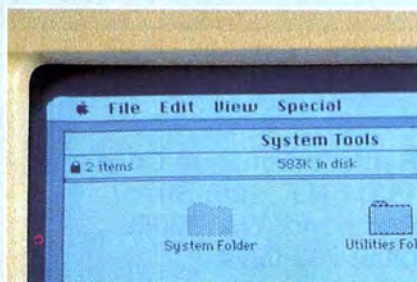 File Edit View Special
System Tools
2 items 583K in disk
System Folder Utilities Fol